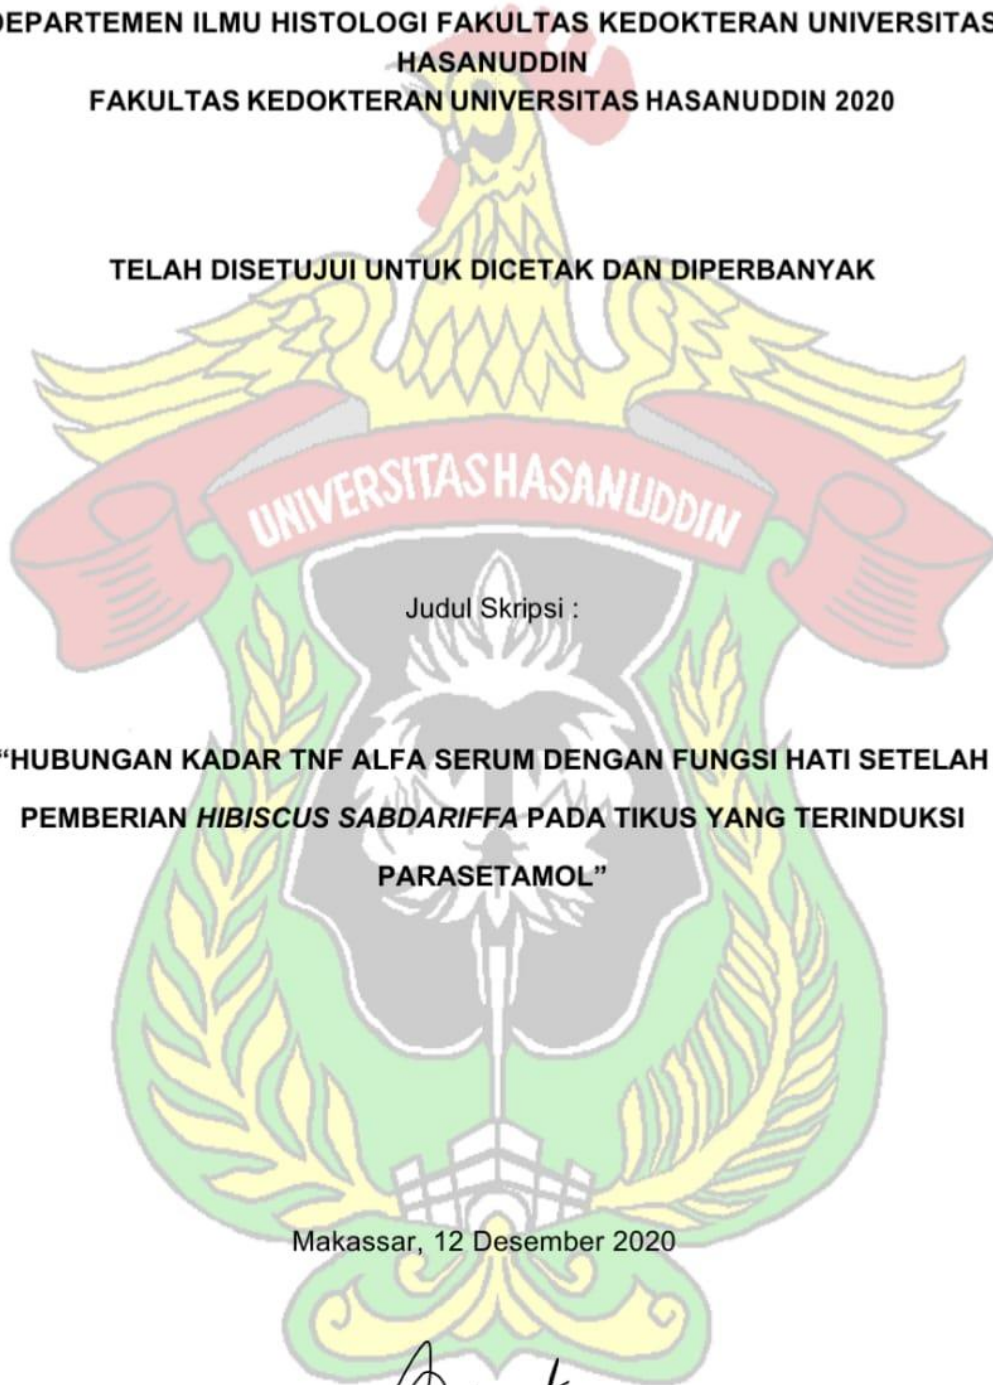 DEPARTEMEN ILMU HISTOLOGI FAKULTAS KEDOKTERAN UNIVERSITAS
HASANUDDIN
FAKULTAS KEDOKTERAN UNIVERSITAS HASANUDDIN 2020
TELAH DISETUJUI UNTUK DICETAK DAN DIPERBANYAK
UNIVERSITAS HASANUDDIN
Judul Skripsi :
“HUBUNGAN KADAR TNF ALFA SERUM DENGAN FUNGSI HATI SETELAH
PEMBERIAN HIBISCUS SABDARIFFA PADA TIKUS YANG TERINDUKSI
PARASETAMOL”
Makassar, 12 Desember 2020